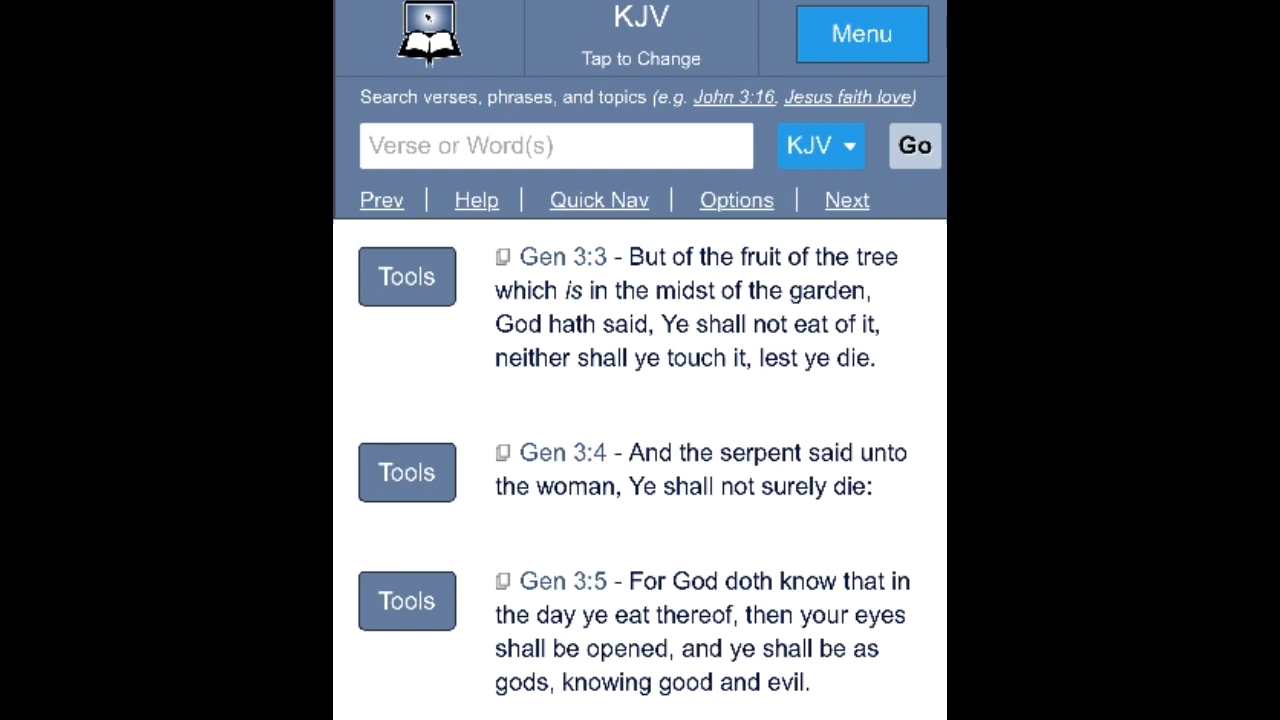 KJV
Tap to Change
Menu
Search verses, phrases, and topics (e.g. John 3:16, Jesus faith love)
Verse or Word(s)
KJV
Go
Prev | Help | Quick Nav | Options | Next
Tools
Gen 3:3 - But of the fruit of the tree
which is in the midst of the garden,
God hath said, Ye shall not eat of it,
neither shall ye touch it, lest ye die.
Tools
Gen 3:4 - And the serpent said unto
the woman, Ye shall not surely die:
Tools
Gen 3:5 - For God doth know that in
the day ye eat thereof, then your eyes
shall be opened, and ye shall be as
gods, knowing good and evil.